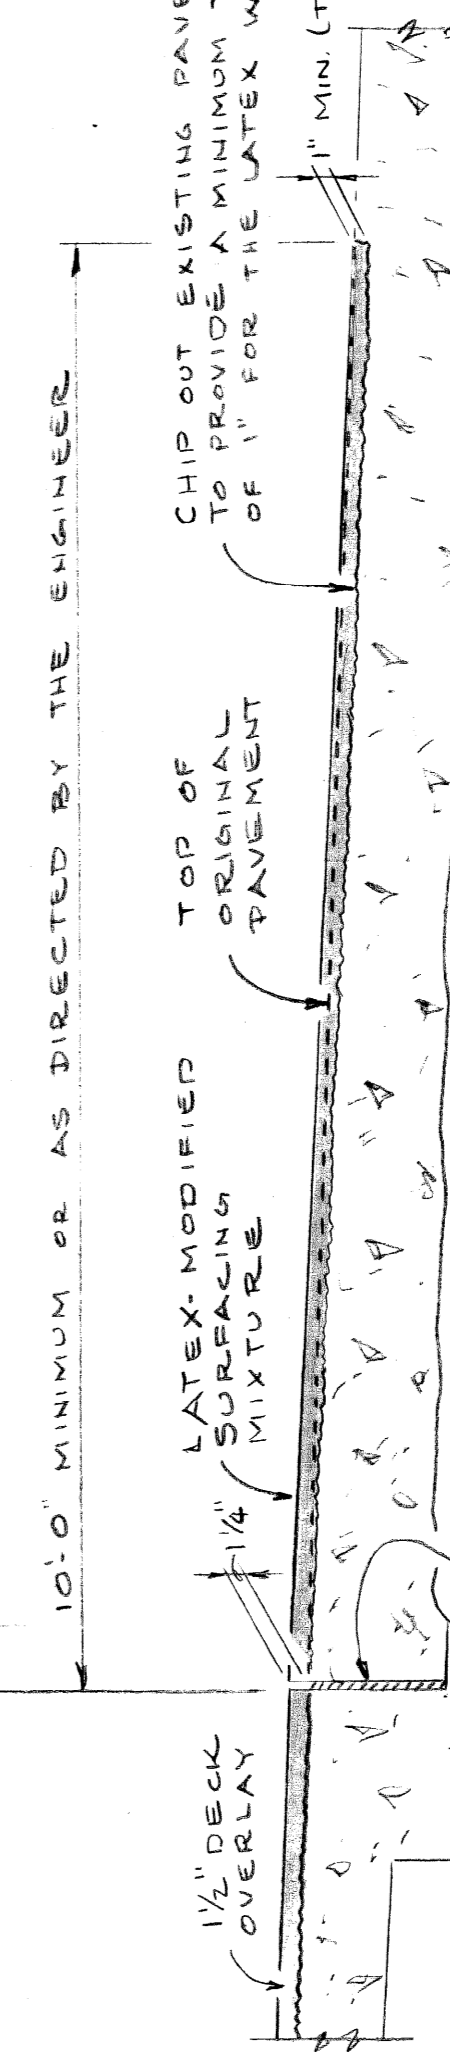 10'-0" MINIMUM OR AS DIRECTED BY THE ENGINEER
1½" DECK
OVERLAY
1¼"
LATEX-MODIFIED
SURFACING
MIXTURE
TOP OF
ORIGINAL
PAVEMENT
CHIP OUT EXISTING PAVE
TO PROVIDE A MINIMUM
OF 1" FOR THE LATEX
1" MIN.